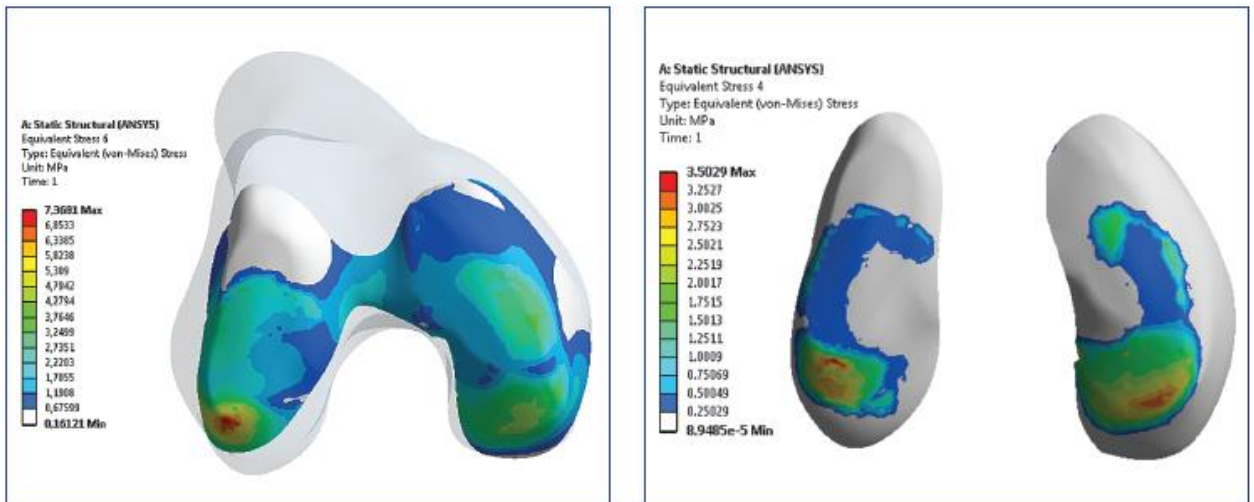 A: Static Structural (ANSYS)
Equivalent Stress 6
Type: Equivalent (von-Mises) Stress
Unit: MPa
Time: 1
7,3681 Max
6,8533
6,3385
5,8238
5,309
4,7942
4,2794
3,7646
3,2499
2,7351
2,2203
1,7055
1,1908
0,67599
0,16121 Min
A: Static Structural (ANSYS)
Equivalent Stress 4
Type: Equivalent (von-Mises) Stress
Unit: MPa
Time: 1
3.5029 Max
3.2527
3.0025
2.7523
2.5021
2.2519
2.0017
1.7515
1.5013
1.2511
1.0009
0.75069
0.50049
0.25029
8.9485e-5 Min